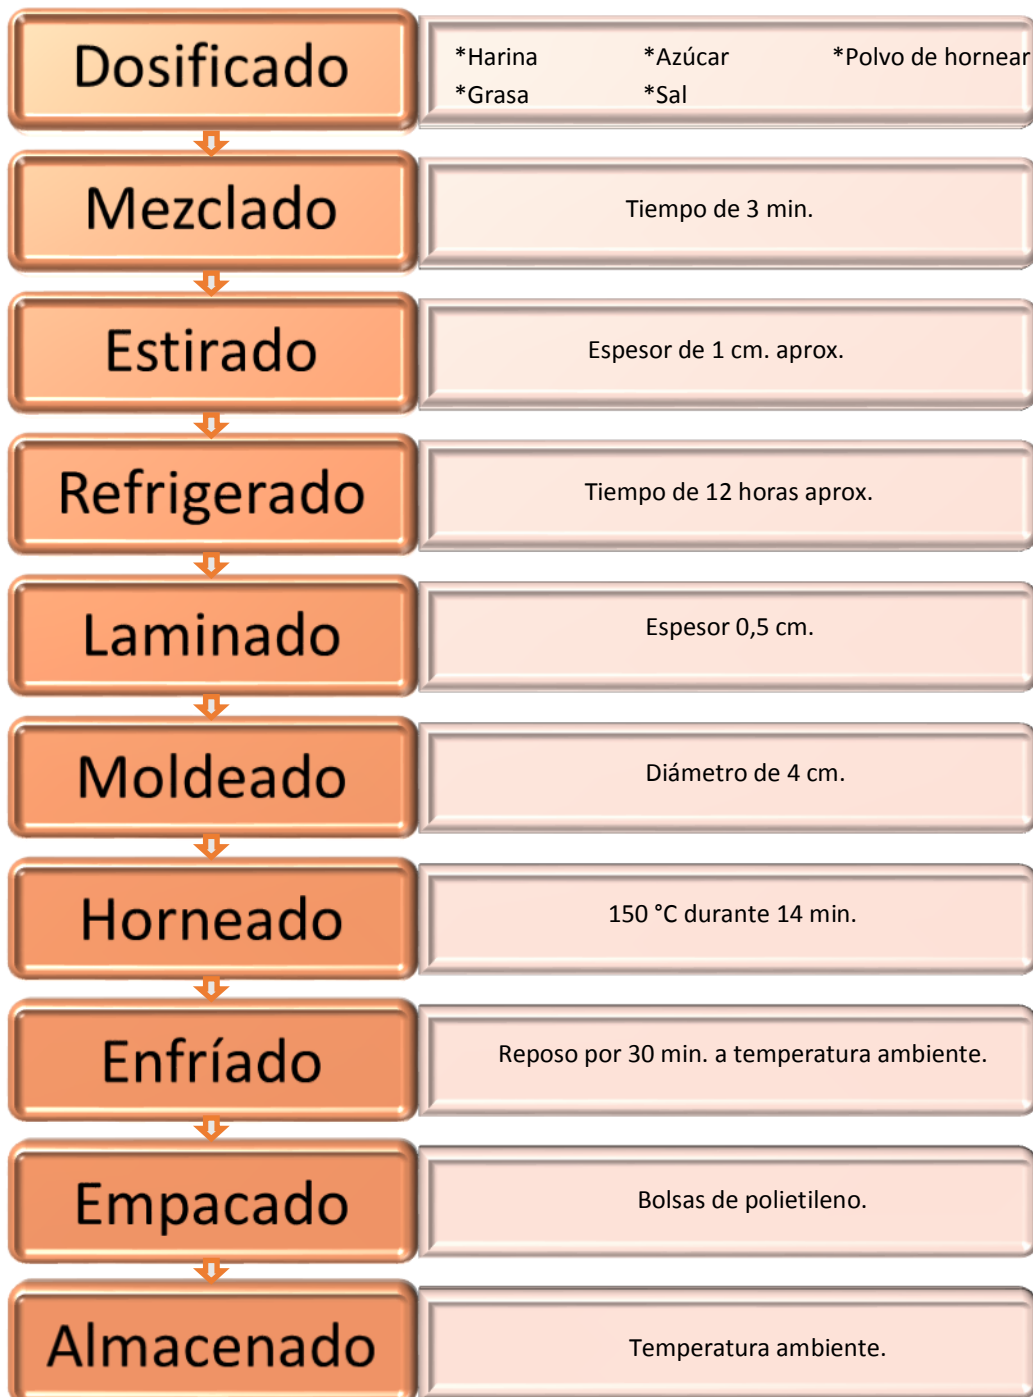 Dosificado
*Harina *Azúcar *Polvo de hornear
*Grasa *Sal
Mezclado
Tiempo de 3 min.
Estirado
Espesor de 1 cm. aprox.
Refrigerado
Tiempo de 12 horas aprox.
Laminado
Espesor 0,5 cm.
Moldeado
Diámetro de 4 cm.
Horneado
150 °C durante 14 min.
Enfríado
Reposo por 30 min. a temperatura ambiente.
Empacado
Bolsas de polietileno.
Almacenado
Temperatura ambiente.